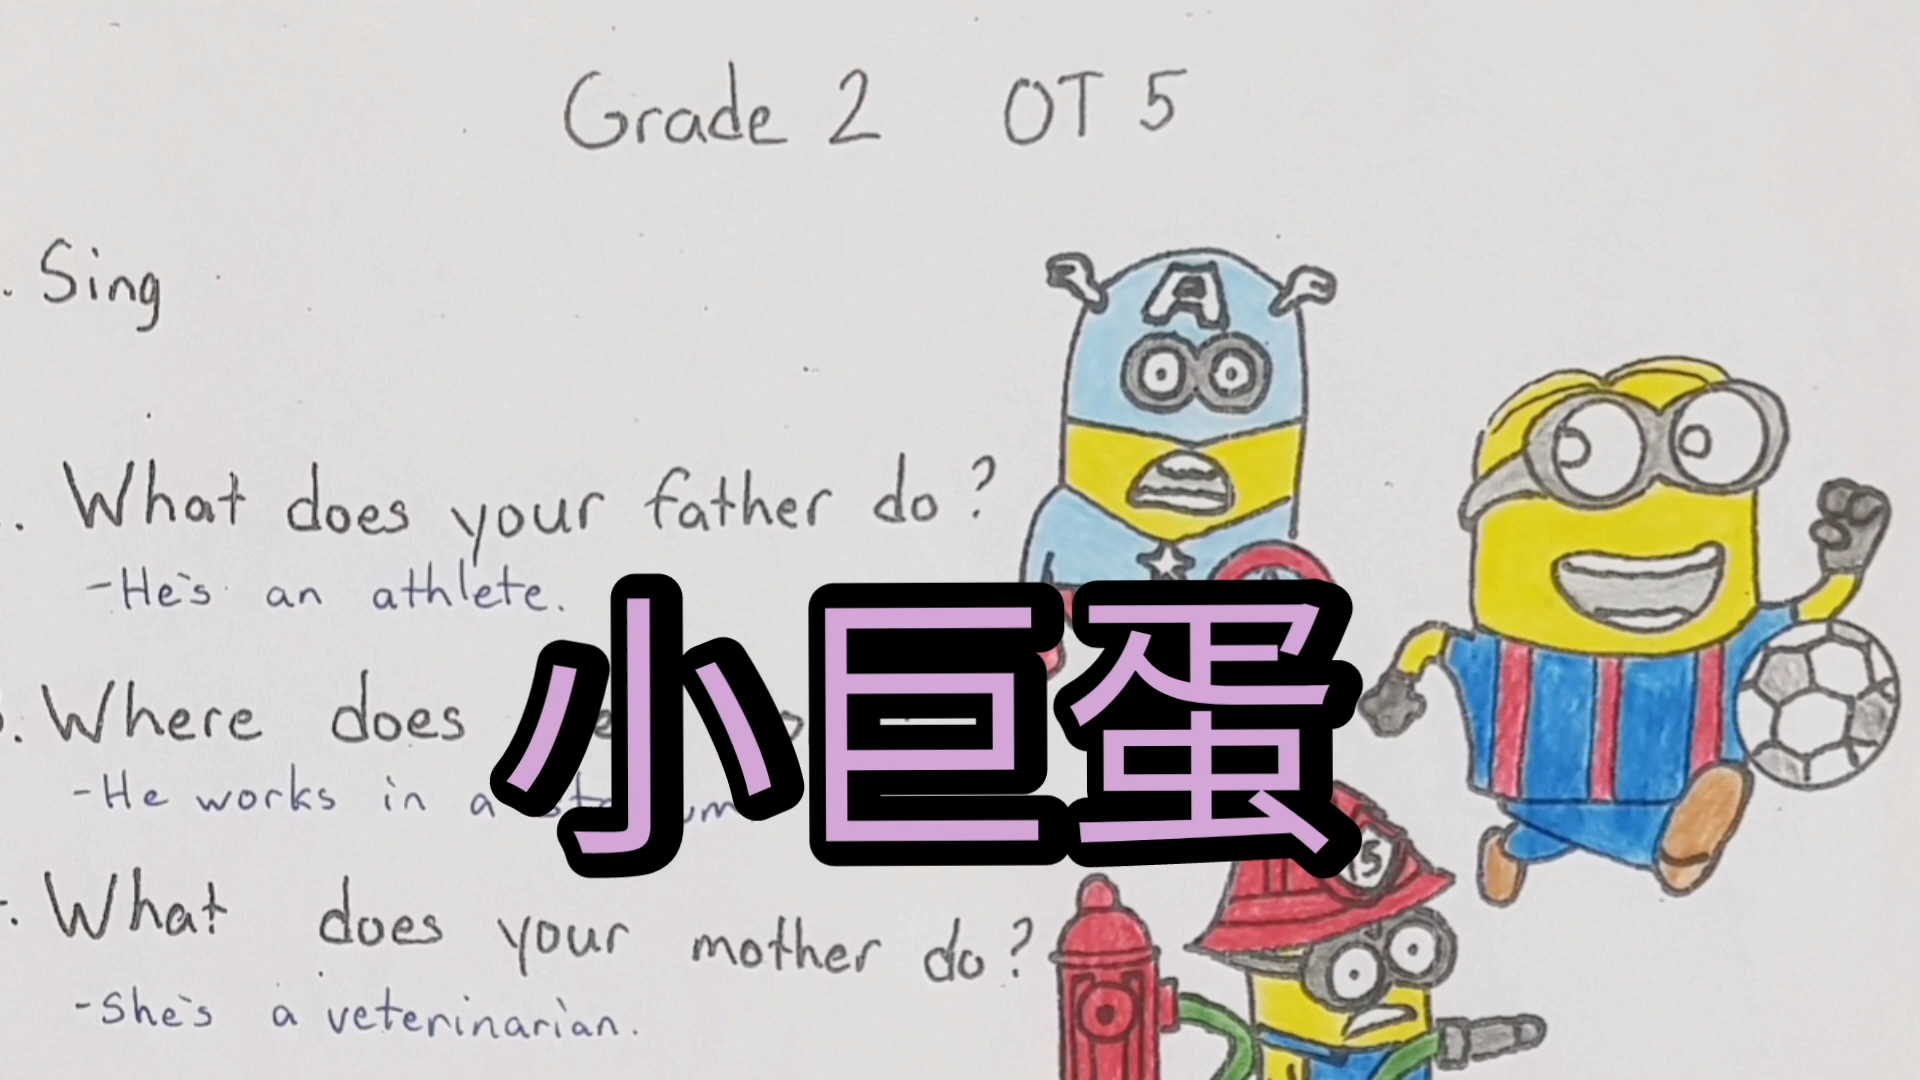 Grade 2 OT 5
Sing
A
What does your father do?
-He's an athlete.
小巨蛋
Where does
-He works in a
15
What does your mother do?
-She's a veterinarian.